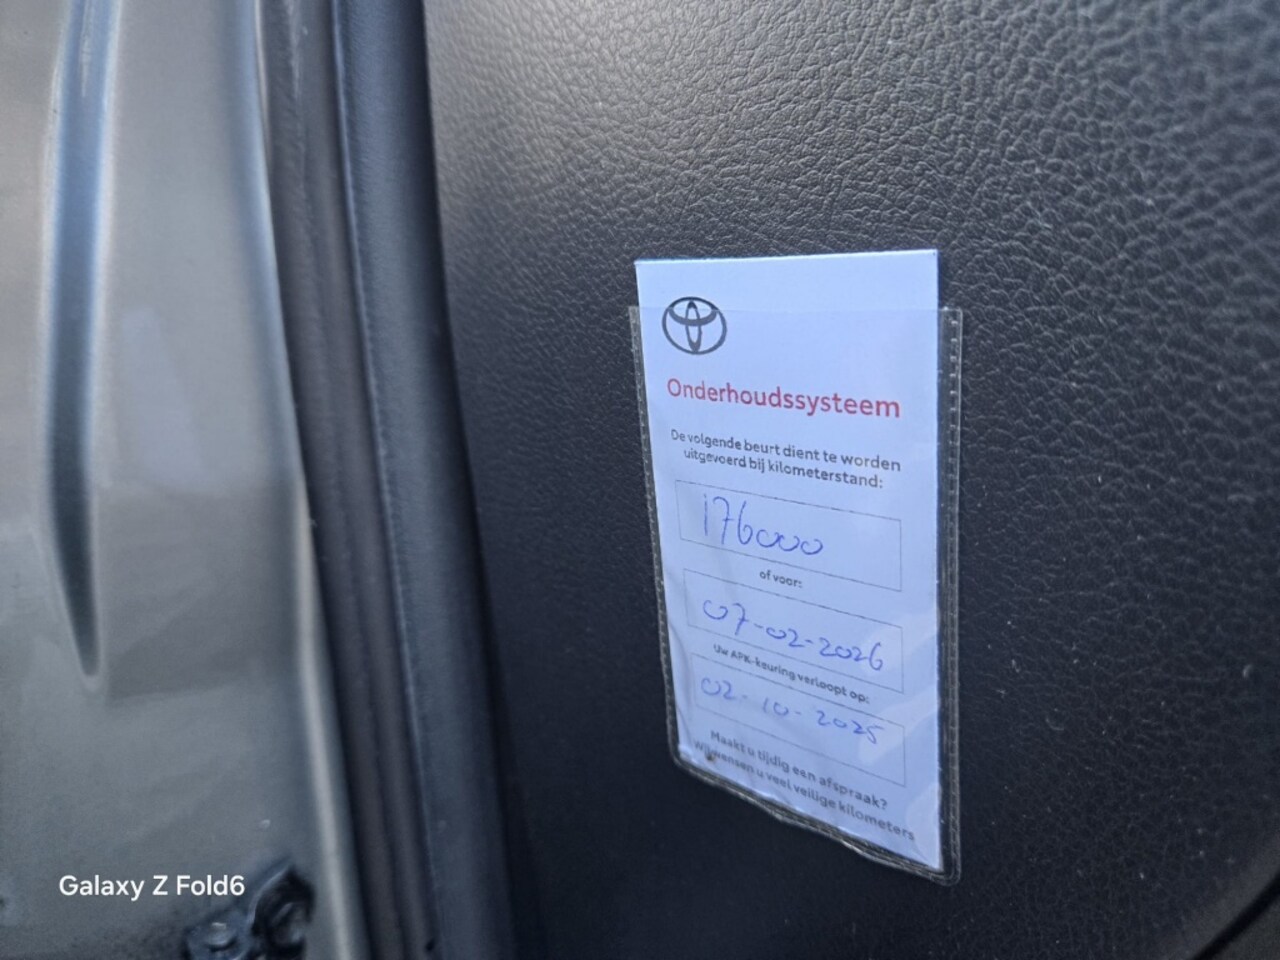 Onderhoudssysteem
De volgende beurt dient te worden
uitgevoerd bij kilometerstand:
176000
of voor:
07-02-2026
Uw APK-keuring verloopt op:
02-10-2025
Maakt u tijdig een afspraak?
Wij wensen u veel veilige kilometers
Galaxy Z Fold6